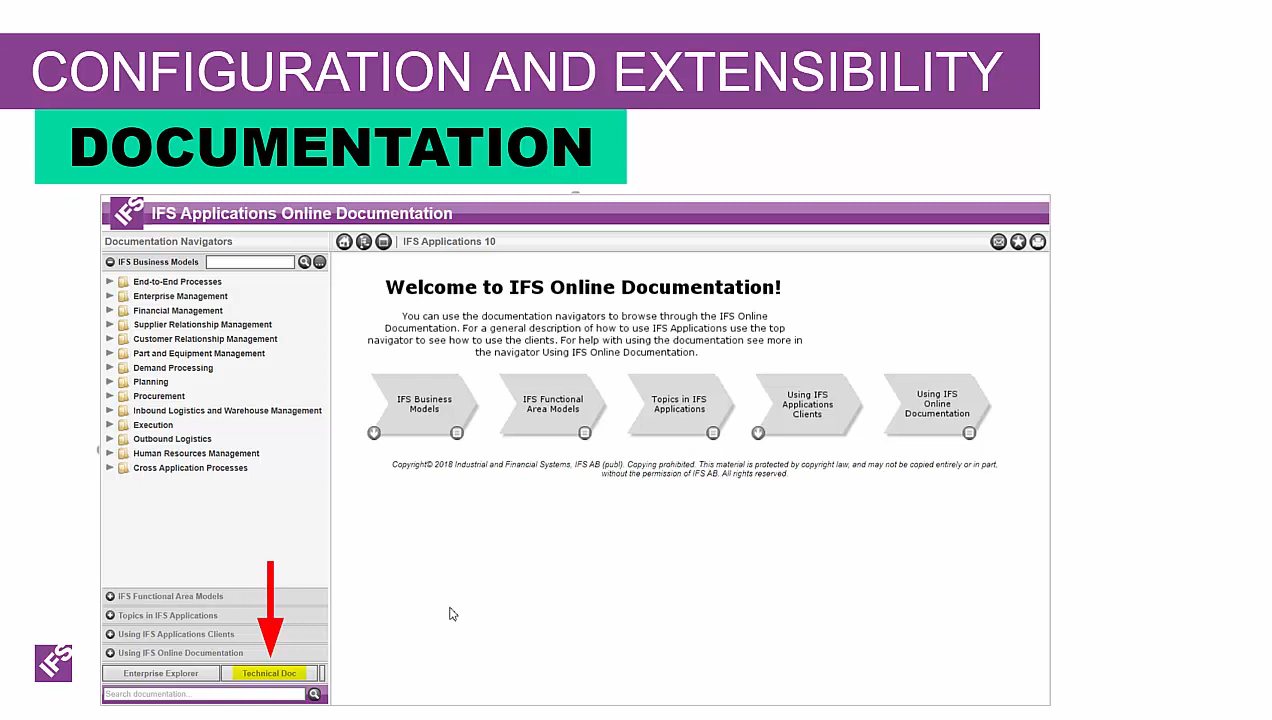 CONFIGURATION AND EXTENSIBILITY
DOCUMENTATION
IFS
IFS Applications Online Documentation
Documentation Navigators
IFS Applications 10
IFS Business Models
End-to-End Processes
Enterprise Management
Financial Management
Supplier Relationship Management
Customer Relationship Management
Part and Equipment Management
Demand Processing
Planning
Procurement
Inbound Logistics and Warehouse Management
Execution
Outbound Logistics
Human Resources Management
Cross Application Processes
Welcome to IFS Online Documentation!
You can use the documentation navigators to browse through the IFS Online
Documentation. For a general description of how to use IFS Applications use the top
navigator to see how to use the clients. For help with using the documentation see more in
the navigator Using IFS Online Documentation.
IFS Business
Models
IFS Functional
Area Models
Topics in IFS
Applications
Using IFS
Applications
Clients
Using IFS
Online
Documentation
Copyright© 2018 Industrial and Financial Systems, IFS AB (publ). Copying prohibited. This material is protected by copyright law, and may not be copied entirely or in part,
without the permission of IFS AB. All rights reserved.
IFS Functional Area Models
Topics in IFS Applications
Using IFS Applications Clients
Using IFS Online Documentation
Enterprise Explorer
Technical Doc
Search documentation...
IFS